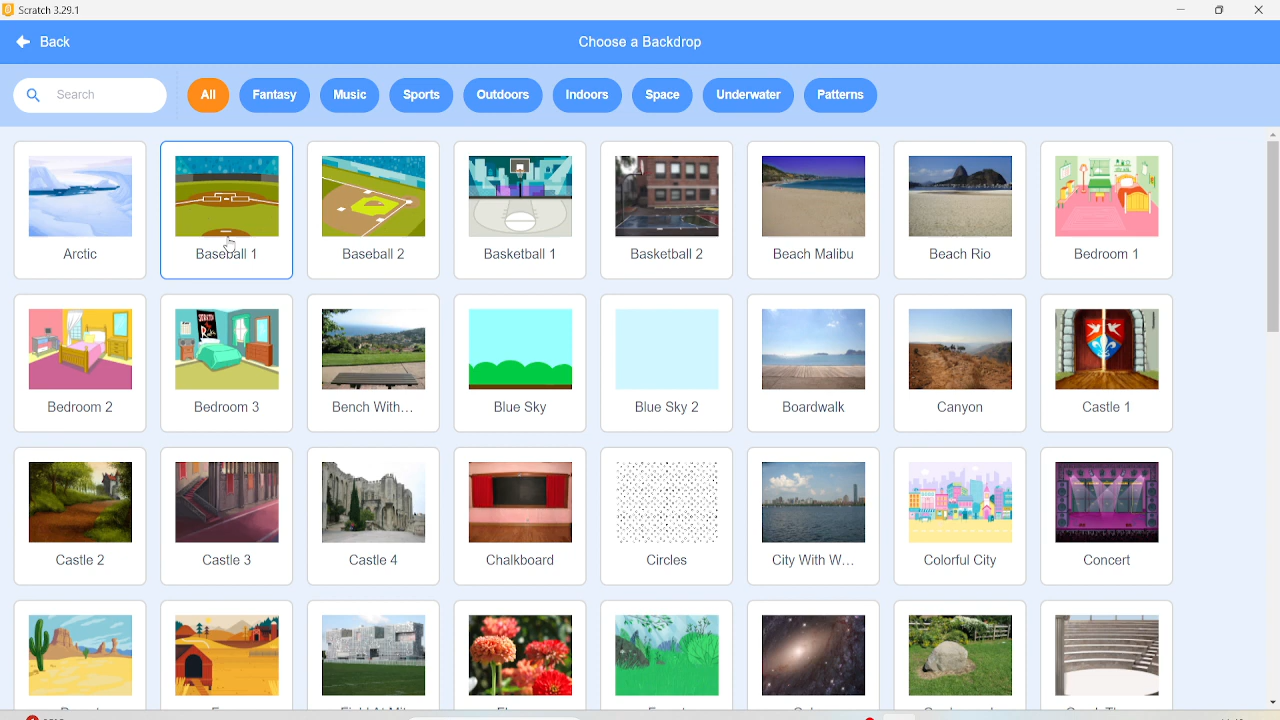 Scratch 3.29.1
Back
Choose a Backdrop
Search
All
Fantasy
Music
Sports
Outdoors
Indoors
Space
Underwater
Patterns
Arctic
Baseball 1
Baseball 2
Basketball 1
Basketball 2
Beach Malibu
Beach Rio
Bedroom 1
Bedroom 2
Bedroom 3
Bench With...
Blue Sky
Blue Sky 2
Boardwalk
Canyon
Castle 1
Castle 2
Castle 3
Castle 4
Chalkboard
Circles
City With W...
Colorful City
Concert